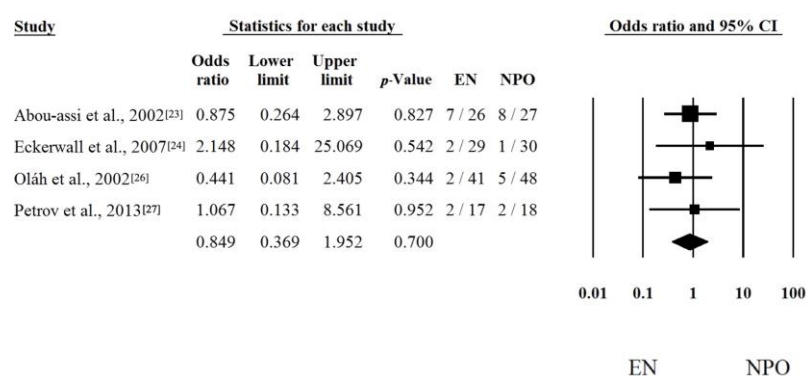 Study Statistics for each study Odds ratio and 95% CI
Odds Lower Upper
ratio limit limit p-Value EN NPO
Abou-assi et al., 2002[23] 0.875 0.264 2.897 0.827 7 / 26 8 / 27
Eckerwall et al., 2007[24] 2.148 0.184 25.069 0.542 2 / 29 1 / 30
Oláh et al., 2002[26] 0.441 0.081 2.405 0.344 2 / 41 5 / 48
Petrov et al., 2013[27] 1.067 0.133 8.561 0.952 2 / 17 2 / 18
0.849 0.369 1.952 0.700
0.01 0.1 1 10 100
EN NPO